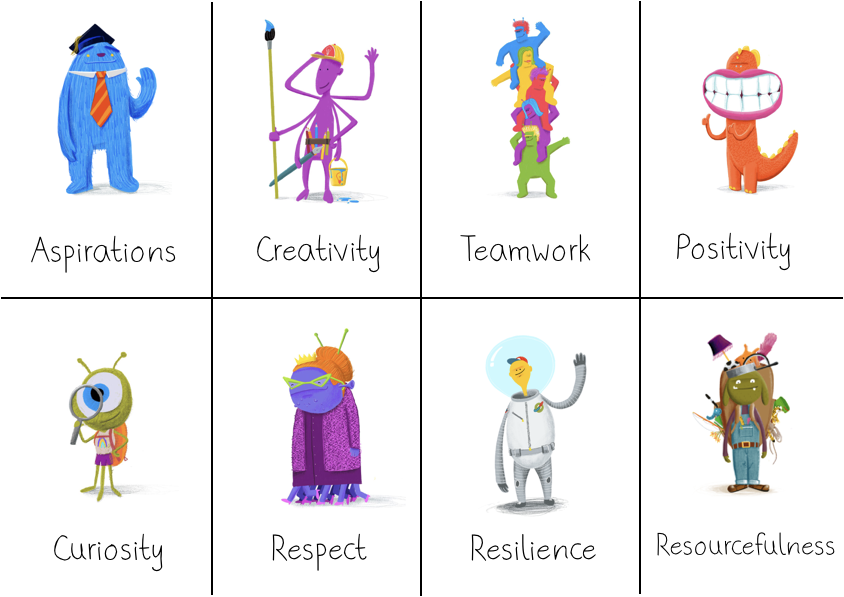 Aspirations
Creativity
Teamwork
Positivity
Curiosity
Respect
Resilience
Resourcefulness